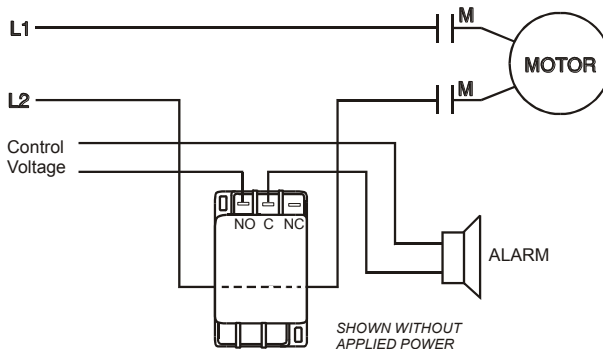 L1
M
MOTOR
L2
M
Control
Voltage
NO C NC
ALARM
SHOWN WITHOUT
APPLIED POWER